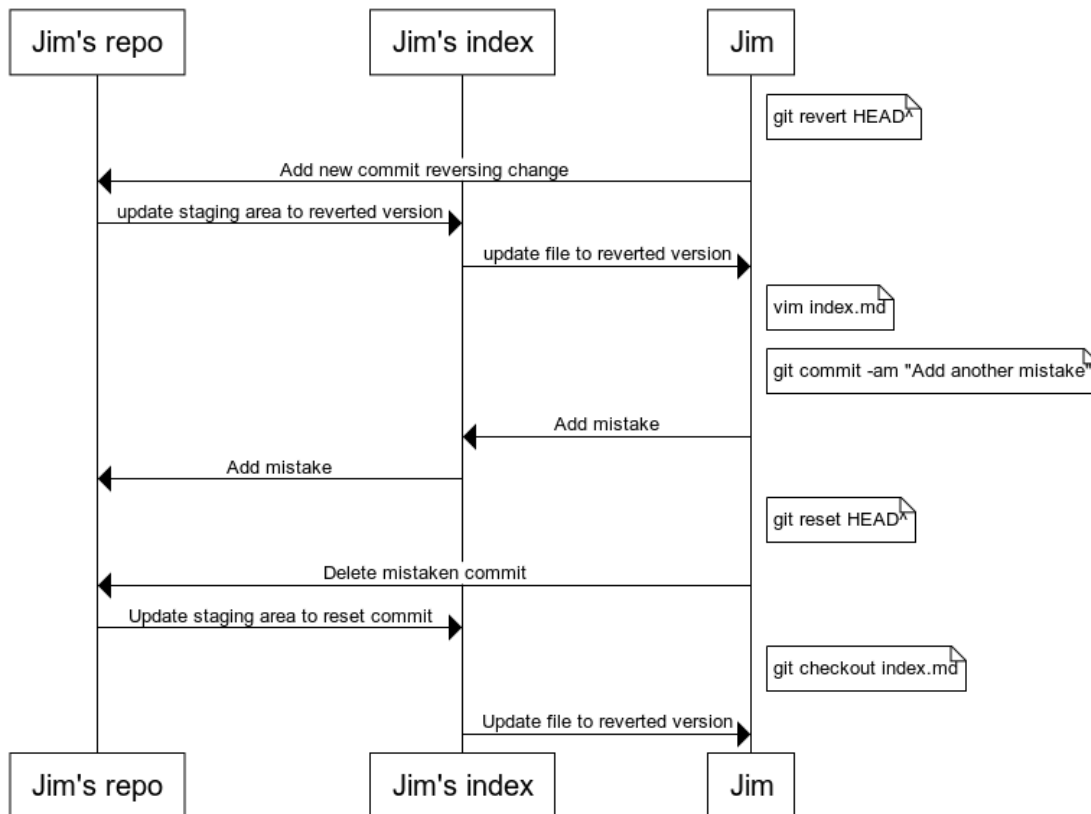 Jim's repo
Jim's index
Jim
git revert HEAD^
Add new commit reversing change
update staging area to reverted version
update file to reverted version
vim index.md
git commit -am "Add another mistake"
Add mistake
Add mistake
git reset HEAD^
Delete mistaken commit
Update staging area to reset commit
git checkout index.md
Update file to reverted version
Jim's repo
Jim's index
Jim